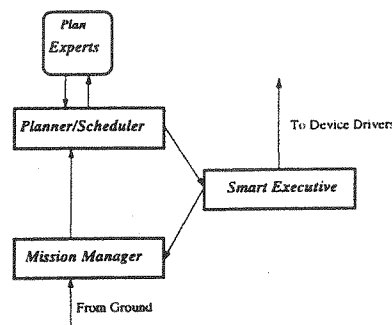 Plan
Experts
Planner/Scheduler
To Device Drivers
Smart Executive
Mission Manager
From Ground